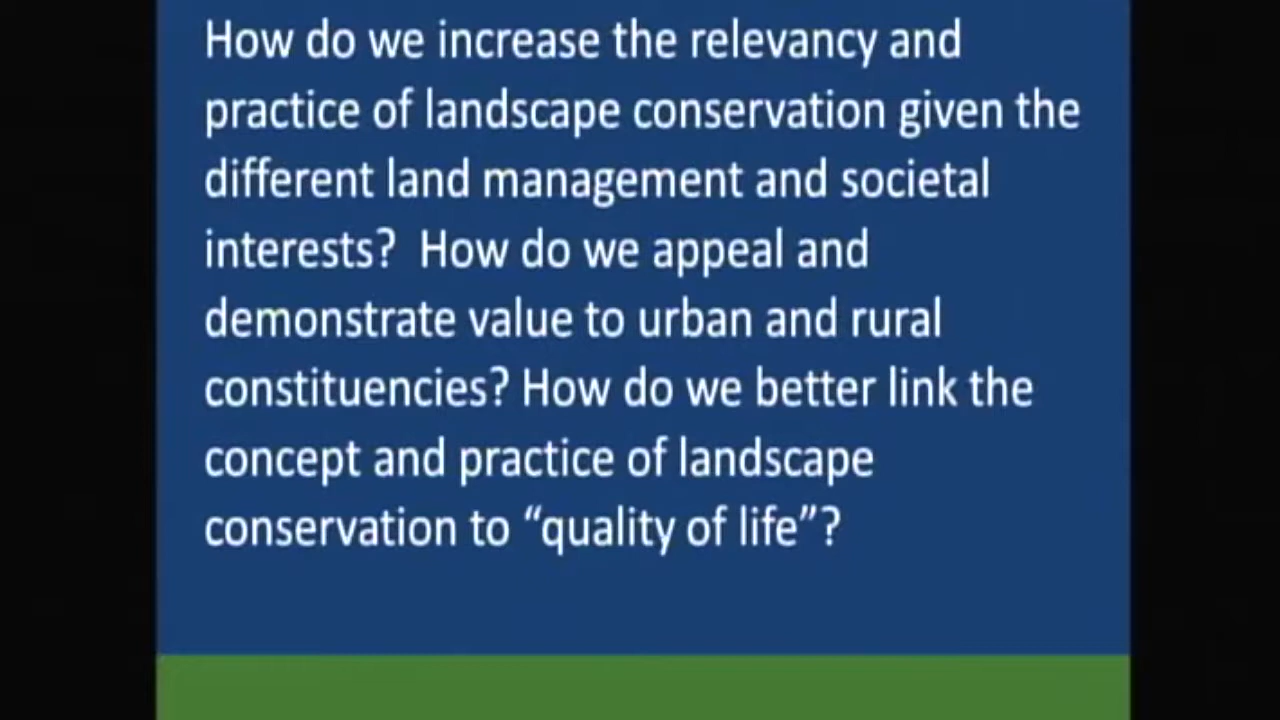 How do we increase the relevancy and
practice of landscape conservation given the
different land management and societal
interests?  How do we appeal and
demonstrate value to urban and rural
constituencies? How do we better link the
concept and practice of landscape
conservation to “quality of life”?